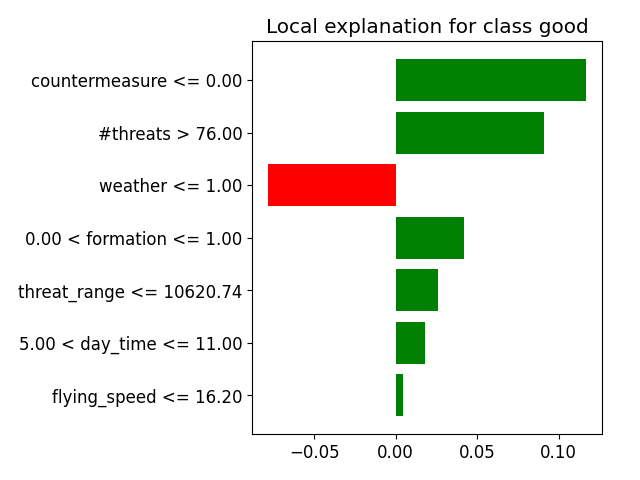 Local explanation for class good
countermeasure <= 0.00
#threats > 76.00
weather <= 1.00
0.00 < formation <= 1.00
threat_range <= 10620.74
5.00 < day_time <= 11.00
flying_speed <= 16.20
−0.05 0.00 0.05 0.10